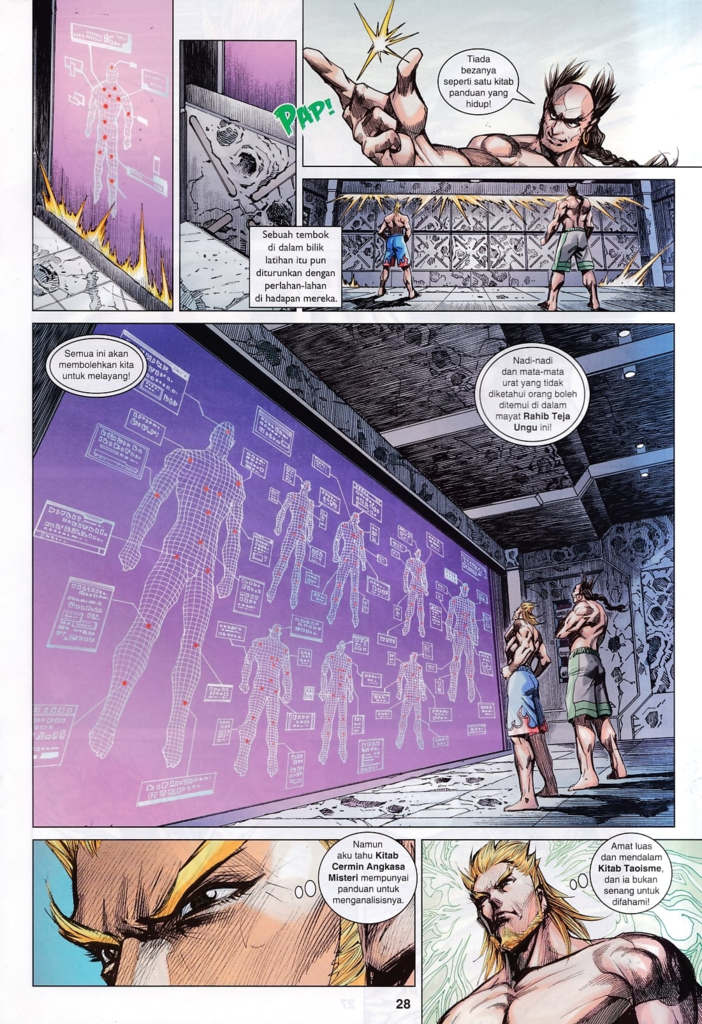 Tiada
bezanya
seperti satu kitab
panduan yang
hidup!
PAP!
Sebuah tembok
di dalam bilik
latihan itu pun
diturunkan dengan
perlahan-lahan
di hadapan mereka.
Semua ini akan
membolehkan kita
untuk melayang!
Nadi-nadi
dan mata-mata
urat yang tidak
diketahui orang boleh
ditemui di dalam
mayat Rahib Teja
Ungu ini!
Namun
aku tahu Kitab
Cermin Angkasa
Misteri mempunyai
panduan untuk
menganalisisnya.
Amat luas
dan mendalam
Kitab Taoisme,
dan ia bukan
senang untuk
difahami!
28